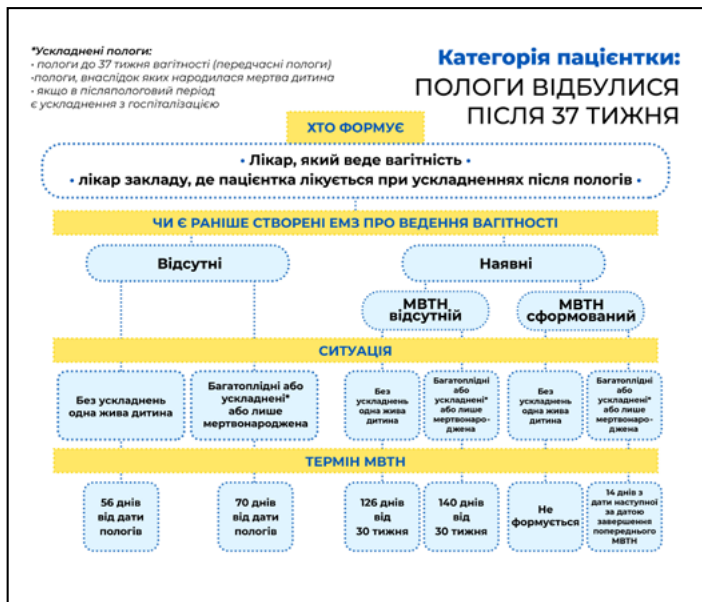 *Ускладнені пологи:
• пологи до 37 тижня вагітності (передчасні пологи)
•пологи, внаслідок яких народилася мертва дитина
• якщо в післяпологовий період
є ускладнення з госпіталізацією
Категорія пацієнтки:
ПОЛОГИ ВІДБУЛИСЯ
ПІСЛЯ 37 ТИЖНЯ
ХТО ФОРМУЄ
• Лікар, який веде вагітність •
• лікар закладу, де пацієнтка лікується при ускладненнях після пологів •
ЧИ Є РАНІШЕ СТВОРЕНІ ЕМЗ ПРО ВЕДЕННЯ ВАГІТНОСТІ
Відсутні
Наявні
МВТН
відсутній
МВТН
сформований
СИТУАЦІЯ
Без ускладнень
одна жива дитина
Багатоплідні або
ускладнені*
або лише
мертвонароджена
Без
ускладнень
одна жива
дитина
Багатоплідні або
ускладнені*
або лише
мертвонаро-
джена
Без
ускладнень
одна жива
дитина
Багатоплідні або
ускладнені*
або лише
мертвонаро-
джена
ТЕРМІН МВТН
56 днів
від дати
пологів
70 днів
від дати
пологів
126 днів
від
30 тижня
140 днів
від
30 тижня
Не
формується
14 днів з
дати наступної
за датою
завершення
попереднього
МВТН